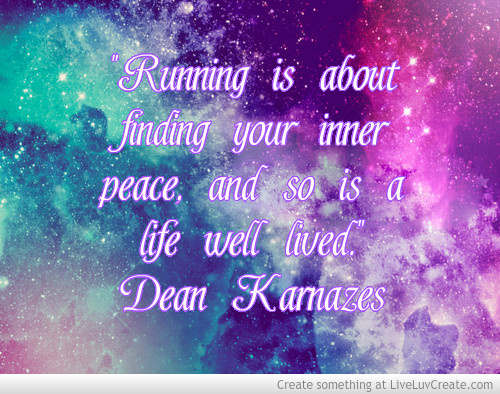 "Running is about
finding your inner
peace, and so is a
life well lived."
Dean Karnazes
Create something at LiveLuvCreate.com